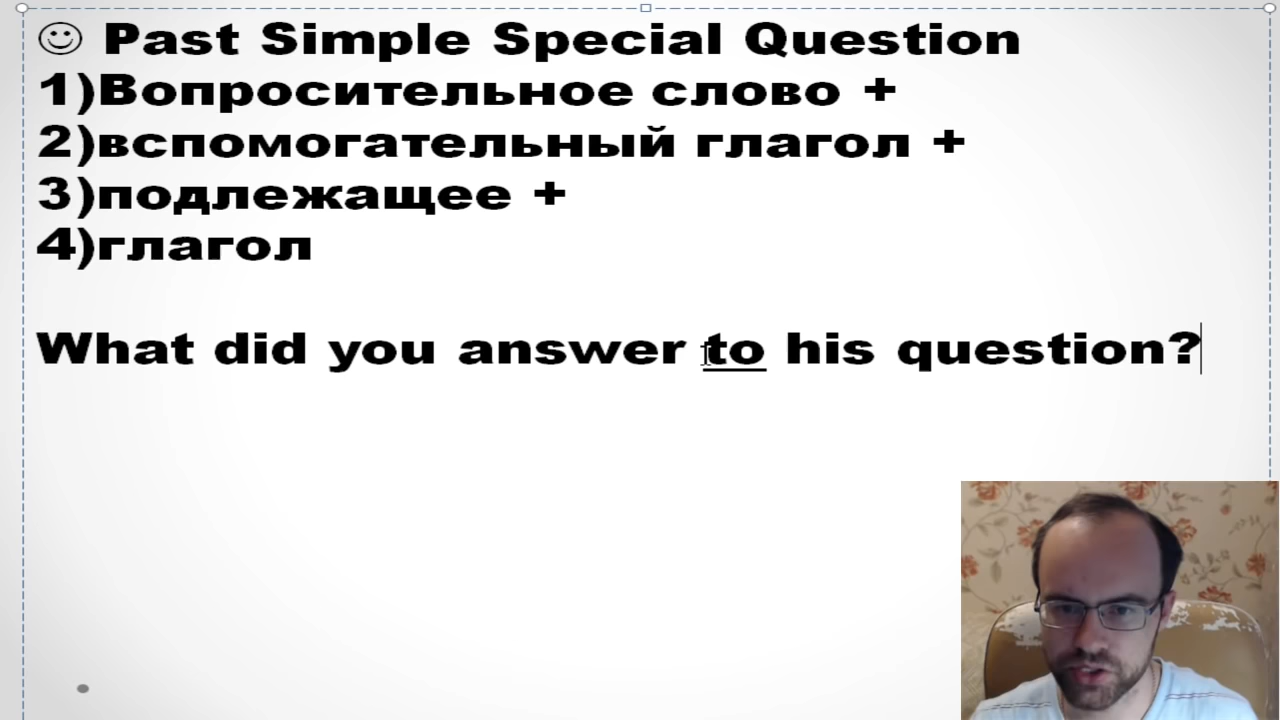 ☺ Past Simple Special Question
1)Вопросительное слово +
2)вспомогательный глагол +
3)подлежащее +
4)глагол
What did you answer to his question?